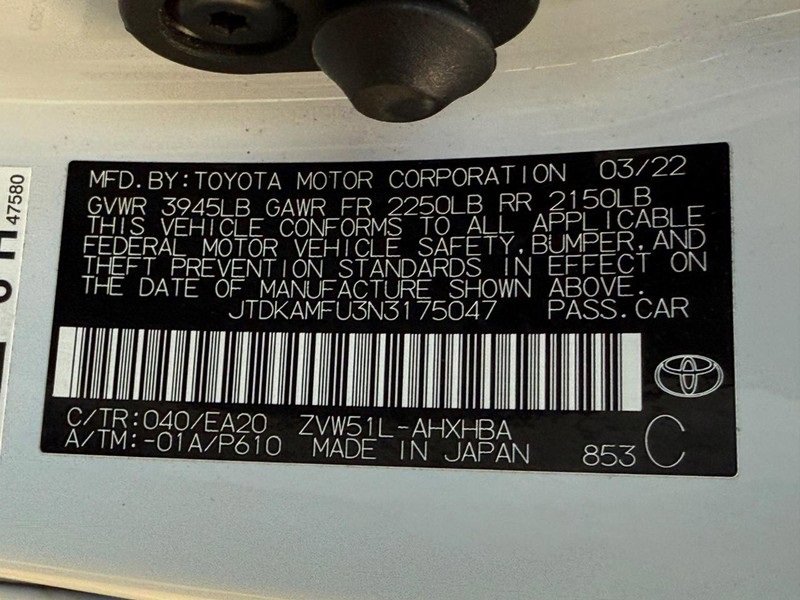 MFD. BY: TOYOTA MOTOR CORPORATION 03/22
GVWR 3945LB GAWR FR 2250LB RR 2150LB
THIS VEHICLE CONFORMS TO ALL APPLICABLE
FEDERAL MOTOR VEHICLE SAFETY, BUMPER, AND
THEFT PREVENTION STANDARDS IN EFFECT ON
THE DATE OF MANUFACTURE SHOWN ABOVE.
JTDKAMFU3N3175047 PASS. CAR
C/TR: 040/EA20 ZVW51L-AHXHBA
A/TM: -01A/P610 MADE IN JAPAN 853 C
47580